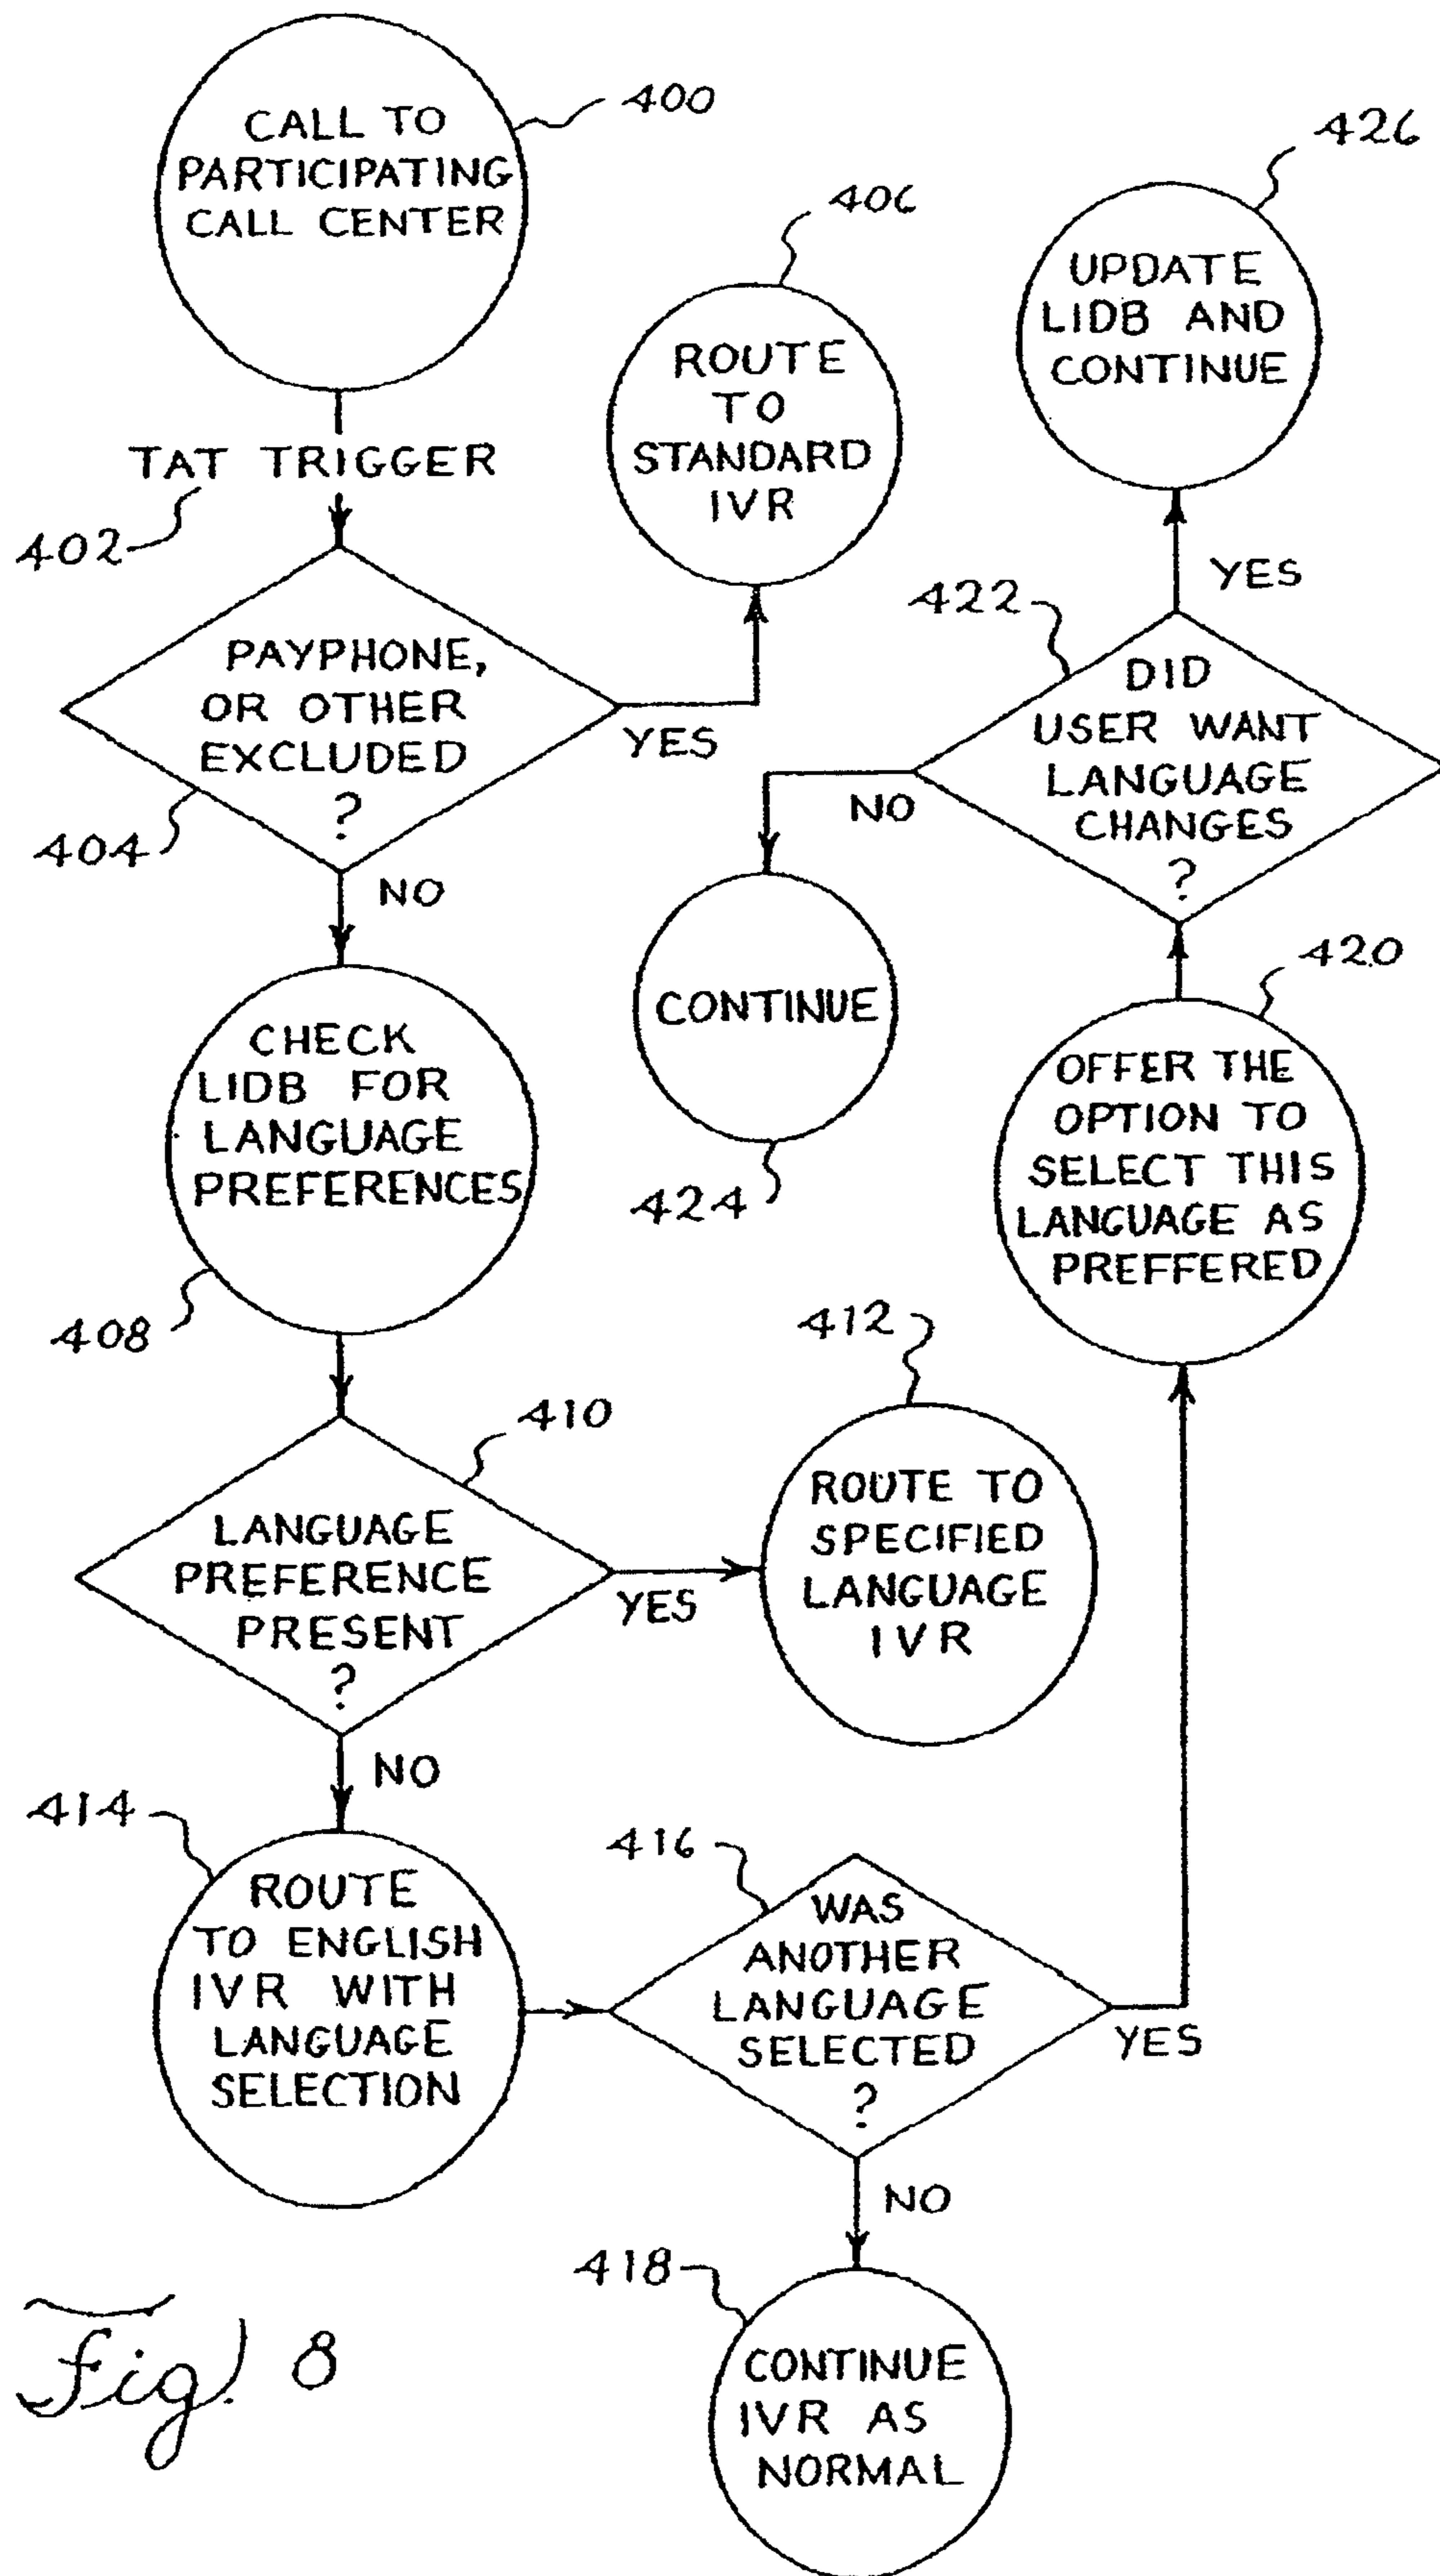 CALL TO
PARTICIPATING
CALL CENTER
400
TAT TRIGGER
402
PAYPHONE,
OR OTHER
EXCLUDED
?
404
YES
NO
406
ROUTE
TO
STANDARD
IVR
CHECK
LIDB FOR
LANGUAGE
PREFERENCES
408
410
LANGUAGE
PREFERENCE
PRESENT
?
YES
NO
412
ROUTE TO
SPECIFIED
LANGUAGE
IVR
414
ROUTE
TO ENGLISH
IVR WITH
LANGUAGE
SELECTION
416
WAS
ANOTHER
LANGUAGE
SELECTED
?
YES
NO
418
CONTINUE
IVR AS
NORMAL
420
OFFER THE
OPTION TO
SELECT THIS
LANGUAGE AS
PREFFERED
422
DID
USER WANT
LANGUAGE
CHANGES
?
NO
YES
CONTINUE
424
426
UPDATE
LIDB AND
CONTINUE
Fig. 8